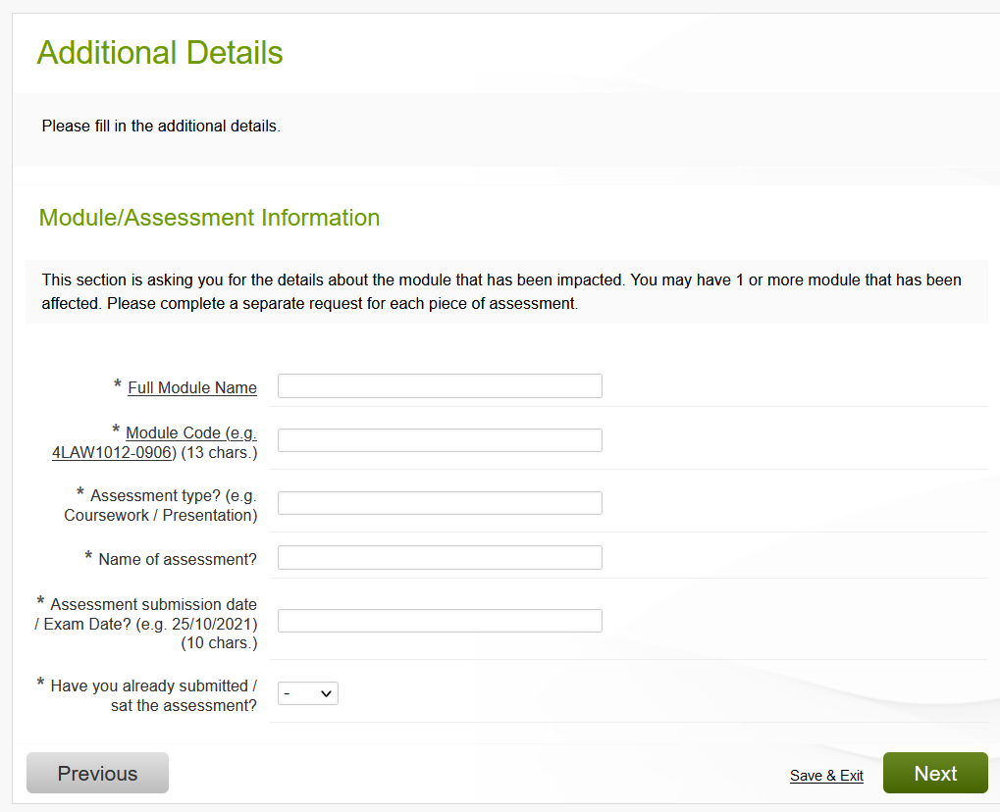 Additional Details
Please fill in the additional details.
Module/Assessment Information
This section is asking you for the details about the module that has been impacted. You may have 1 or more module that has been
affected. Please complete a separate request for each piece of assessment.
* Full Module Name
* Module Code (e.g.
4LAW1012-0906) (13 chars.)
* Assessment type? (e.g.
Coursework / Presentation)
* Name of assessment?
* Assessment submission date
/ Exam Date? (e.g. 25/10/2021)
(10 chars.)
* Have you already submitted /
sat the assessment?
-
Previous
Save & Exit
Next